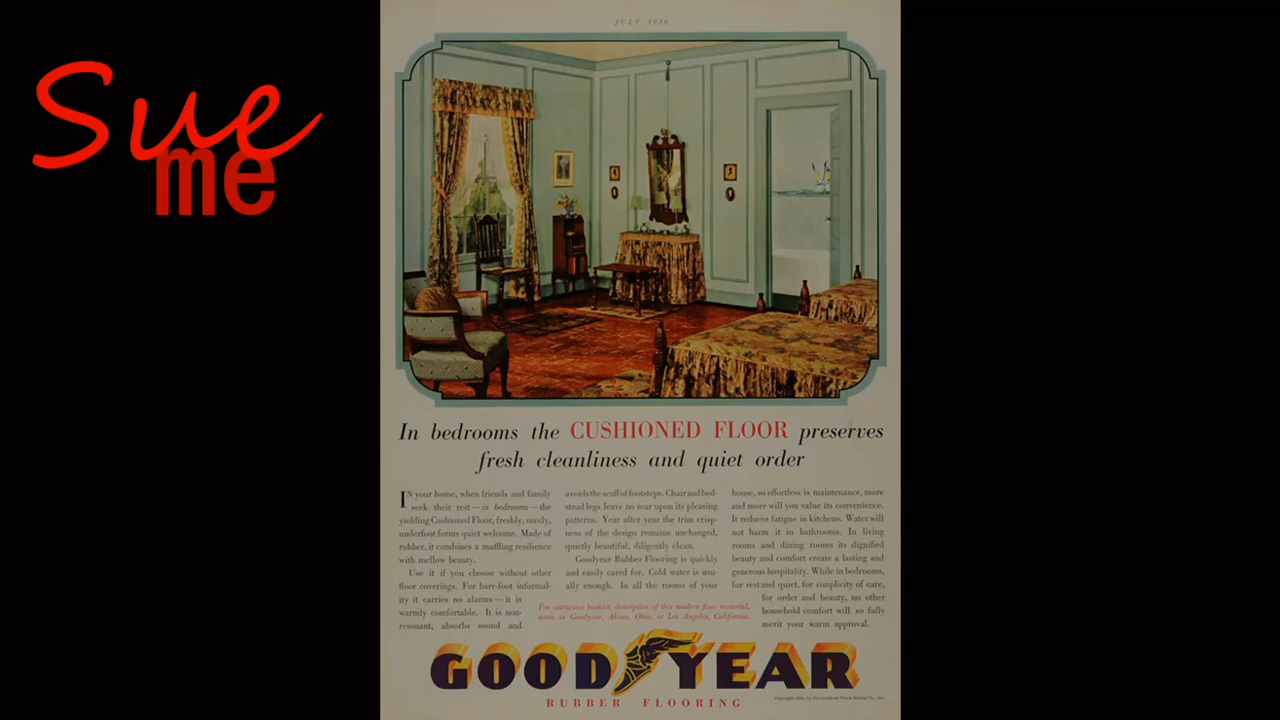 Sue
me
JULY 1930
In bedrooms the CUSHIONED FLOOR preserves
fresh cleanliness and quiet order
IN your home, when friends and family
seek their rest—in bedrooms—the
yielding Cushioned Floor, freshly, surely,
underfoot forms quiet welcome. Made of
rubber, it combines a muffling resilience
with mellow beauty.
Use it if you choose without other
floor coverings. For bare-foot informal-
ity it carries no alarms—it is
warmly comfortable. It is non-
resonant, absorbs sound and
avoids the scuff of footsteps. Chair and bed-
stead legs leave no scar upon its pleasing
patterns. Year after year the trim crisp-
ness of the design remains unchanged,
quietly beautiful, diligently clean.
Goodyear Rubber Flooring is quickly
and easily cared for. Cold water is usu-
ally enough. In all the rooms of your
house, so effortless is maintenance, more
and more will you value its convenience.
It reduces fatigue in kitchens. Water will
not harm it in bathrooms. In living
rooms and dining rooms its dignified
beauty and comfort create a lasting and
generous hospitality. While in bedrooms,
for rest and quiet, for simplicity of care,
for order and beauty, no other
household comfort will so fully
merit your warm approval.
For attractive booklet, descriptive of this modern floor material,
write to Goodyear, Akron, Ohio, or Los Angeles, California.
GOODYEAR
RUBBER FLOORING